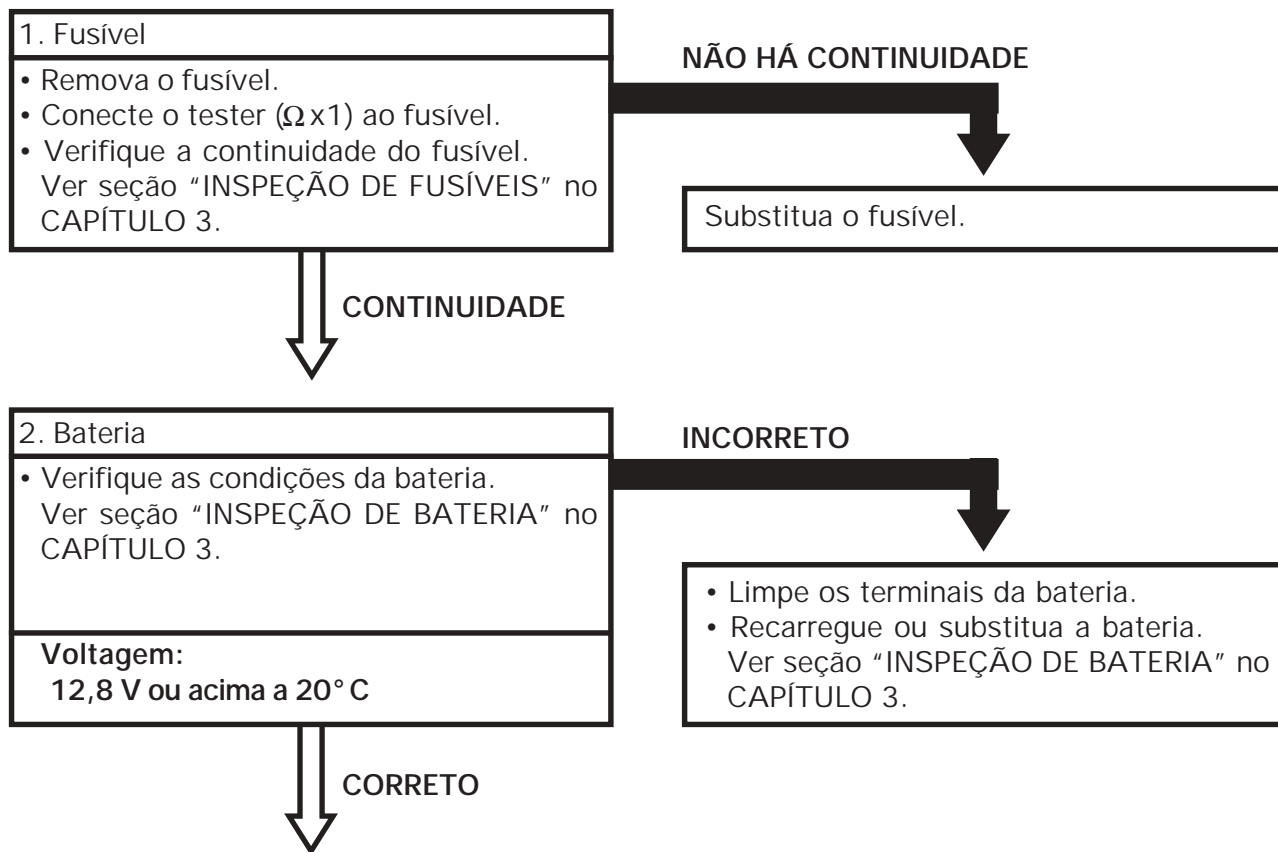 1. Fusível
• Remova o fusível.
• Conecte o tester (Ωx1) ao fusível.
• Verifique a continuidade do fusível.
Ver seção “INSPEÇÃO DE FUSÍVEIS” no
CAPÍTULO 3.
NÃO HÁ CONTINUIDADE
Substitua o fusível.
CONTINUIDADE
2. Bateria
• Verifique as condições da bateria.
Ver seção “INSPEÇÃO DE BATERIA” no
CAPÍTULO 3.
Voltagem:
12,8 V ou acima a 20° C
INCORRETO
• Limpe os terminais da bateria.
• Recarregue ou substitua a bateria.
Ver seção “INSPEÇÃO DE BATERIA” no
CAPÍTULO 3.
CORRETO